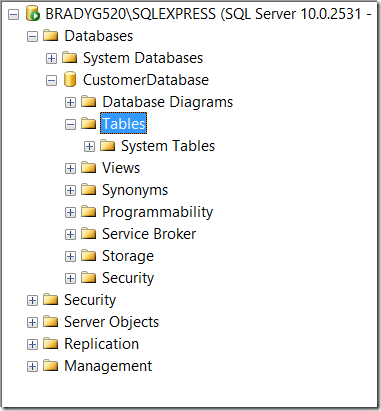 BRADYG520\SQLEXPRESS (SQL Server 10.0.2531 -
Databases
System Databases
CustomerDatabase
Database Diagrams
Tables
System Tables
Views
Synonyms
Programmability
Service Broker
Storage
Security
Security
Server Objects
Replication
Management